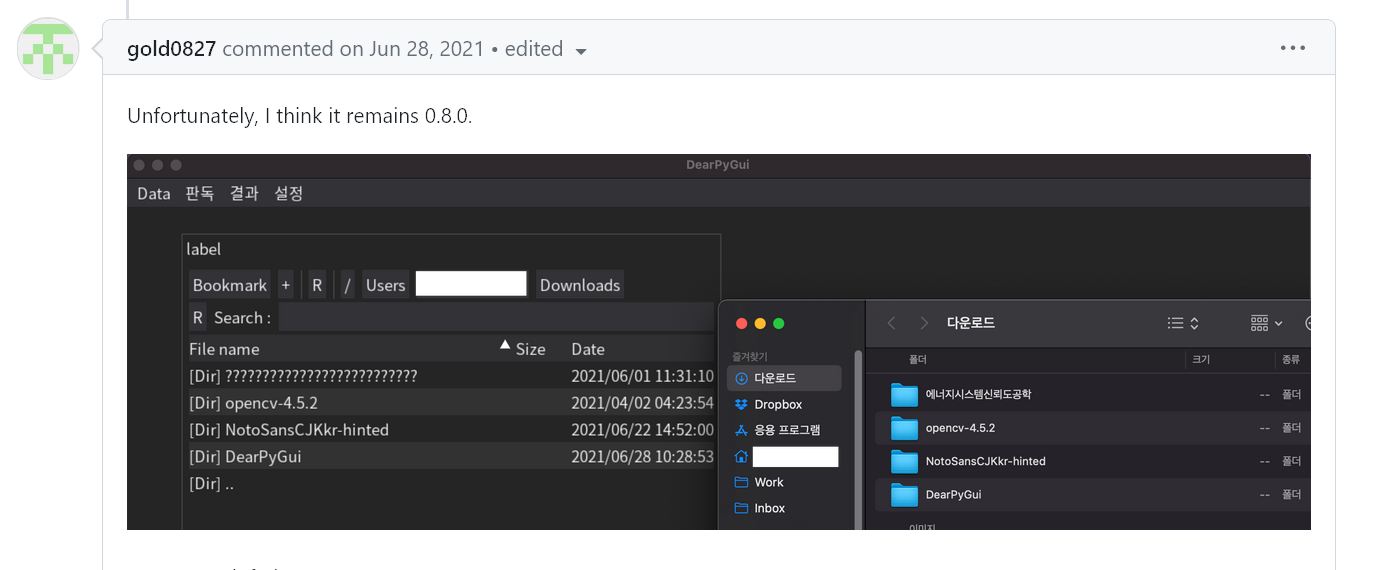 gold0827 commented on Jun 28, 2021 • edited
Unfortunately, I think it remains 0.8.0.
DearPyGui
Data 판독 결과 설정
label
Bookmark + R / Users Downloads
R Search :
File name Size Date
[Dir] ??????????????????????????? 2021/06/01 11:31:10
[Dir] opencv-4.5.2 2021/04/02 04:23:54
[Dir] NotoSansCJKkr-hinted 2021/06/22 14:52:00
[Dir] DearPyGui 2021/06/28 10:28:53
[Dir] ..
즐겨찾기
다운로드
Dropbox
응용 프로그램
Work
Inbox
다운로드
폴더 크기 종류
에너지시스템신뢰도공학 -- 폴더
opencv-4.5.2 -- 폴더
NotoSansCJKkr-hinted -- 폴더
DearPyGui -- 폴더
이미지